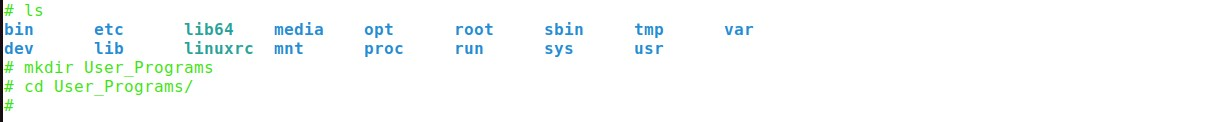 # ls
bin      etc      lib64    media    opt      root     sbin     tmp      var
dev      lib      linuxrc  mnt      proc     run      sys      usr
# mkdir User_Programs
# cd User_Programs/
#